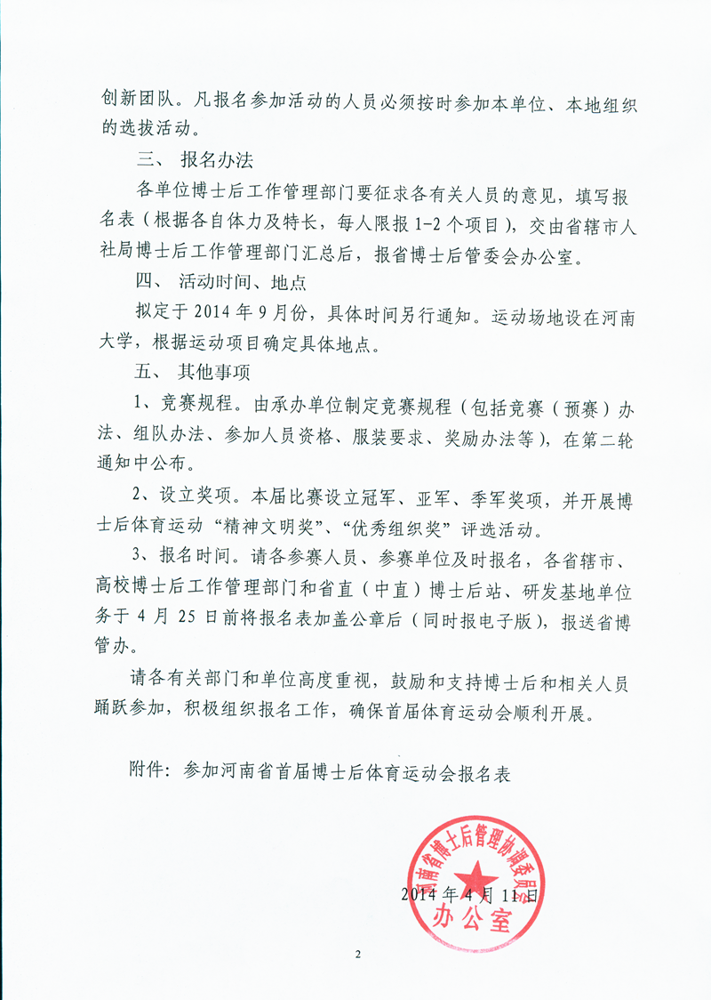 创新团队。凡报名参加活动的人员必须按时参加本单位、本地组织
的选拔活动。
三、 报名办法
各单位博士后工作管理部门要征求各有关人员的意见，填写报
名表（根据各自体力及特长，每人限报1-2个项目），交由省辖市人
社局博士后工作管理部门汇总后，报省博士后管委会办公室。
四、 活动时间、地点
拟定于2014年9月份，具体时间另行通知。运动场地设在河南
大学，根据运动项目确定具体地点。
五、 其他事项
1、竞赛规程。由承办单位制定竞赛规程（包括竞赛（预赛）办
法、组队办法、参加人员资格、服装要求、奖励办法等），在第二轮
通知中公布。
2、设立奖项。本届比赛设立冠军、亚军、季军奖项，并开展博
士后体育运动“精神文明奖”、“优秀组织奖”评选活动。
3、报名时间。请各参赛人员、参赛单位及时报名，各省辖市、
高校博士后工作管理部门和省直（中直）博士后站、研发基地单位
务于4月25日前将报名表加盖公章后（同时报电子版），报送省博
管办。
请各有关部门和单位高度重视，鼓励和支持博士后和相关人员
踊跃参加，积极组织报名工作，确保首届体育运动会顺利开展。
附件：参加河南省首届博士后体育运动会报名表
河南省博士后管理协调委员会
2014年4月11日
办公室
2